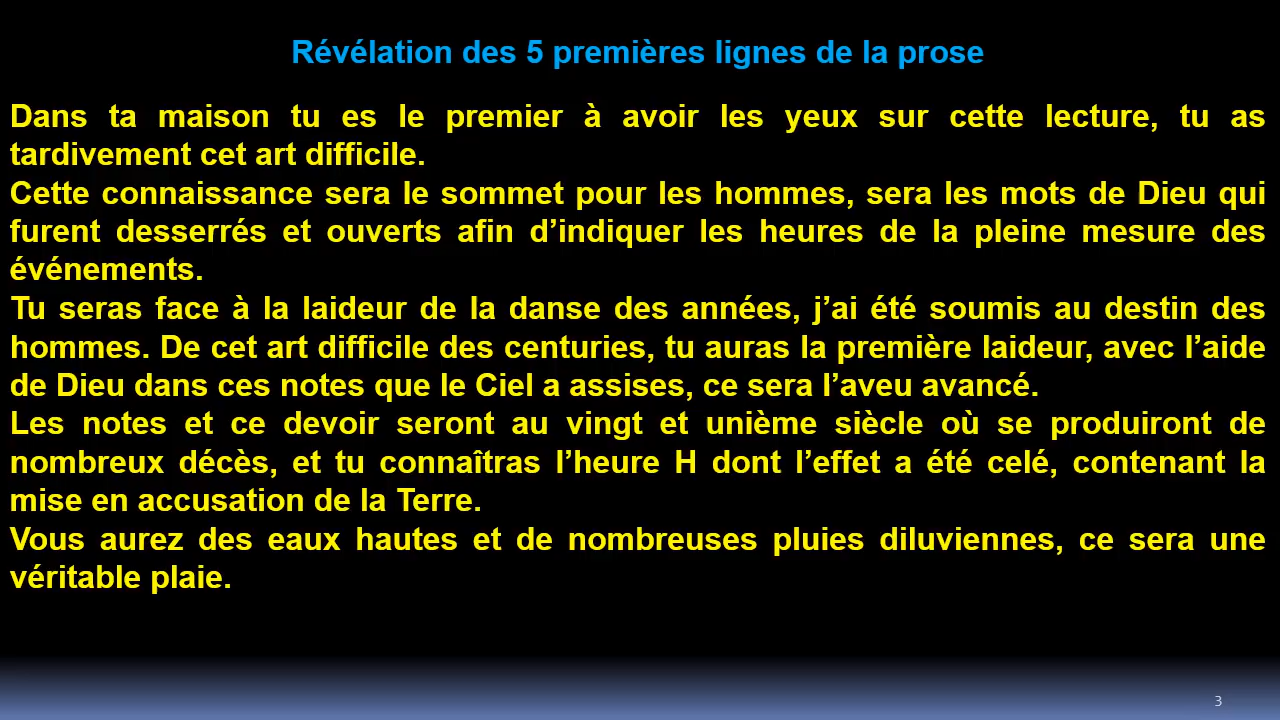 Révélation des 5 premières lignes de la prose
Dans ta maison tu es le premier à avoir les yeux sur cette lecture, tu as
tardivement cet art difficile.
Cette connaissance sera le sommet pour les hommes, sera les mots de Dieu qui
furent desserrés et ouverts afin d’indiquer les heures de la pleine mesure des
événements.
Tu seras face à la laideur de la danse des années, j’ai été soumis au destin des
hommes. De cet art difficile des centuries, tu auras la première laideur, avec l’aide
de Dieu dans ces notes que le Ciel a assises, ce sera l’aveu avancé.
Les notes et ce devoir seront au vingt et unième siècle où se produiront de
nombreux décès, et tu connaîtras l’heure H dont l’effet a été celé, contenant la
mise en accusation de la Terre.
Vous aurez des eaux hautes et de nombreuses pluies diluviennes, ce sera une
véritable plaie.
3